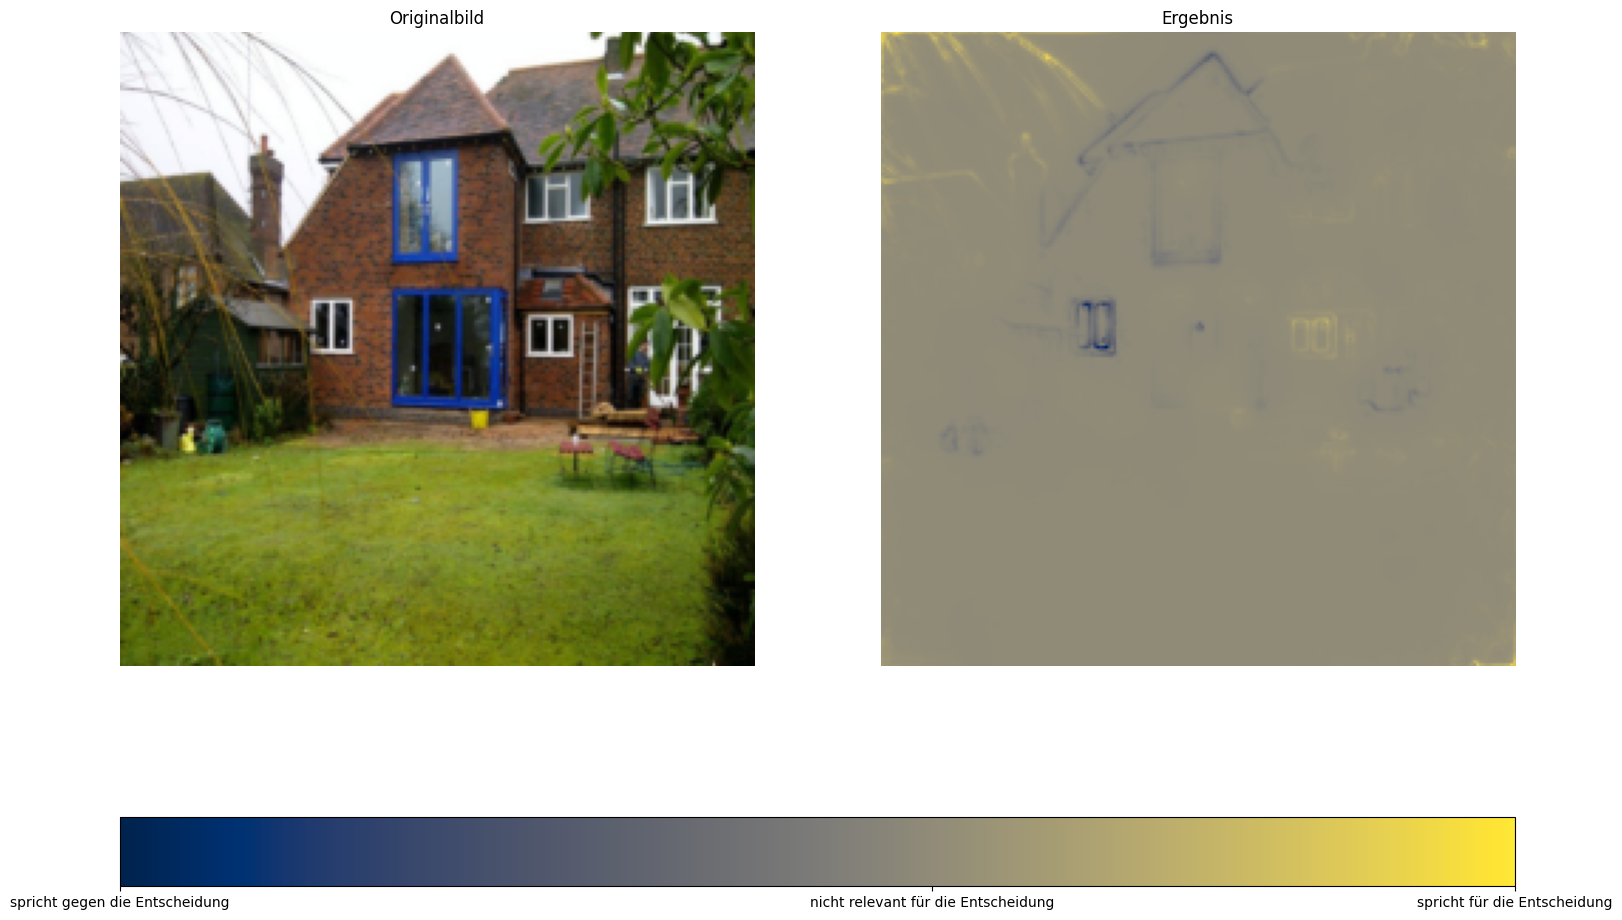 Originalbild
Ergebnis
spricht gegen die Entscheidung
nicht relevant für die Entscheidung
spricht für die Entscheidung